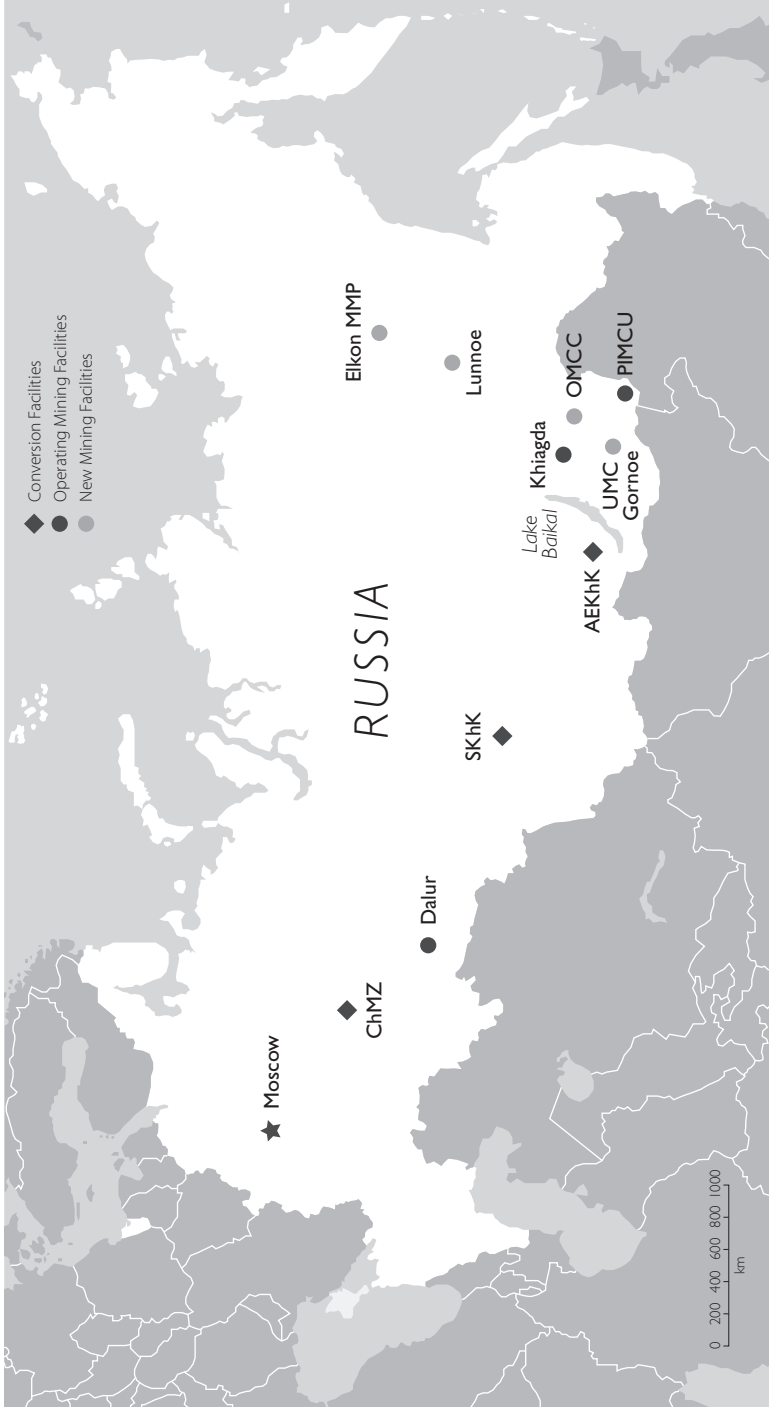 Conversion Facilities
Operating Mining Facilities
New Mining Facilities
RUSSIA
Moscow
ChMZ
Dalur
SKhK
AEKhK
Lake
Baikal
Khiagda
UMC
Gornoe
OMCC
PIMCU
Lunnoe
Elkon MMP
0 200 400 600 800 1000
km